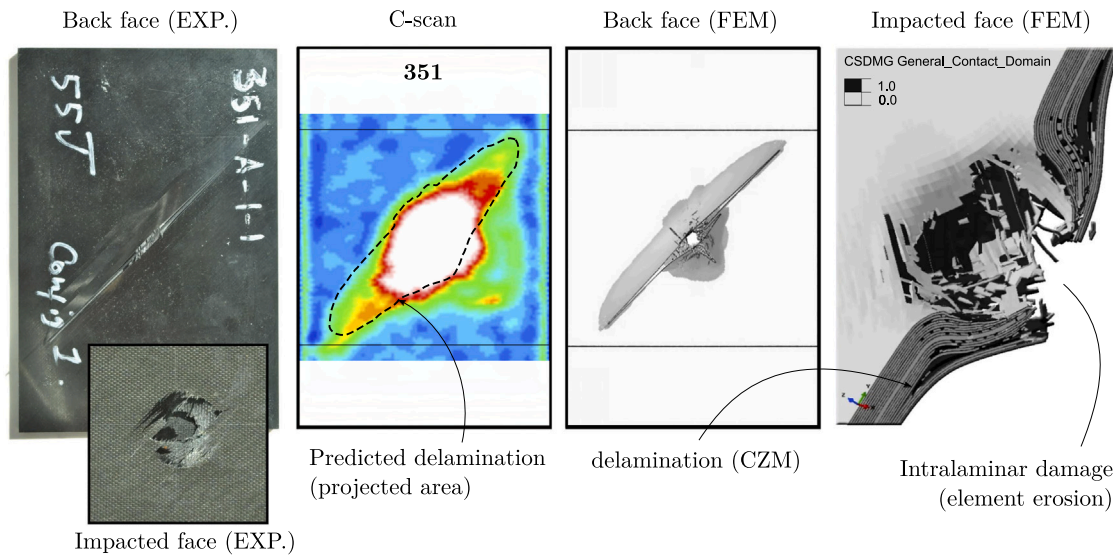 Back face (EXP.)
C-scan
Back face (FEM)
Impacted face (FEM)
351-A-1-1
55J
Config 1.
351
CSDMG General_Contact_Domain
1.0
0.0
Predicted delamination
(projected area)
delamination (CZM)
Intralaminar damage
(element erosion)
Impacted face (EXP.)